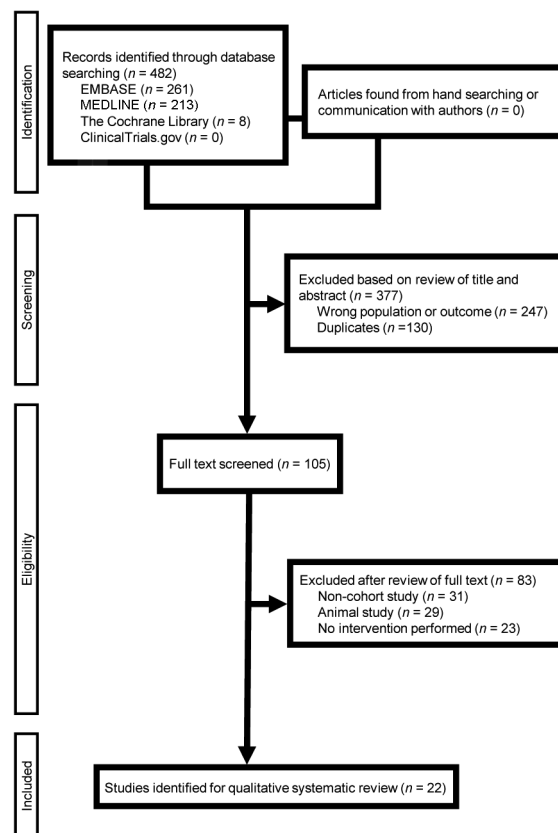 Identification
Records identified through database
searching (n = 482)
EMBASE (n = 261)
MEDLINE (n = 213)
The Cochrane Library (n = 8)
ClinicalTrials.gov (n = 0)
Articles found from hand searching or
communication with authors (n = 0)
Screening
Excluded based on review of title and
abstract (n = 377)
Wrong population or outcome (n = 247)
Duplicates (n =130)
Eligibility
Full text screened (n = 105)
Excluded after review of full text (n = 83)
Non-cohort study (n = 31)
Animal study (n = 29)
No intervention performed (n = 23)
Included
Studies identified for qualitative systematic review (n = 22)